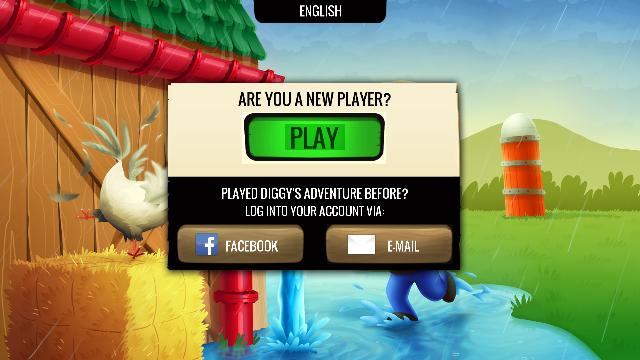 ENGLISH
ARE YOU A NEW PLAYER?
PLAY
PLAYED DIGGY'S ADVENTURE BEFORE?
LOG INTO YOUR ACCOUNT VIA:
FACEBOOK
E-MAIL